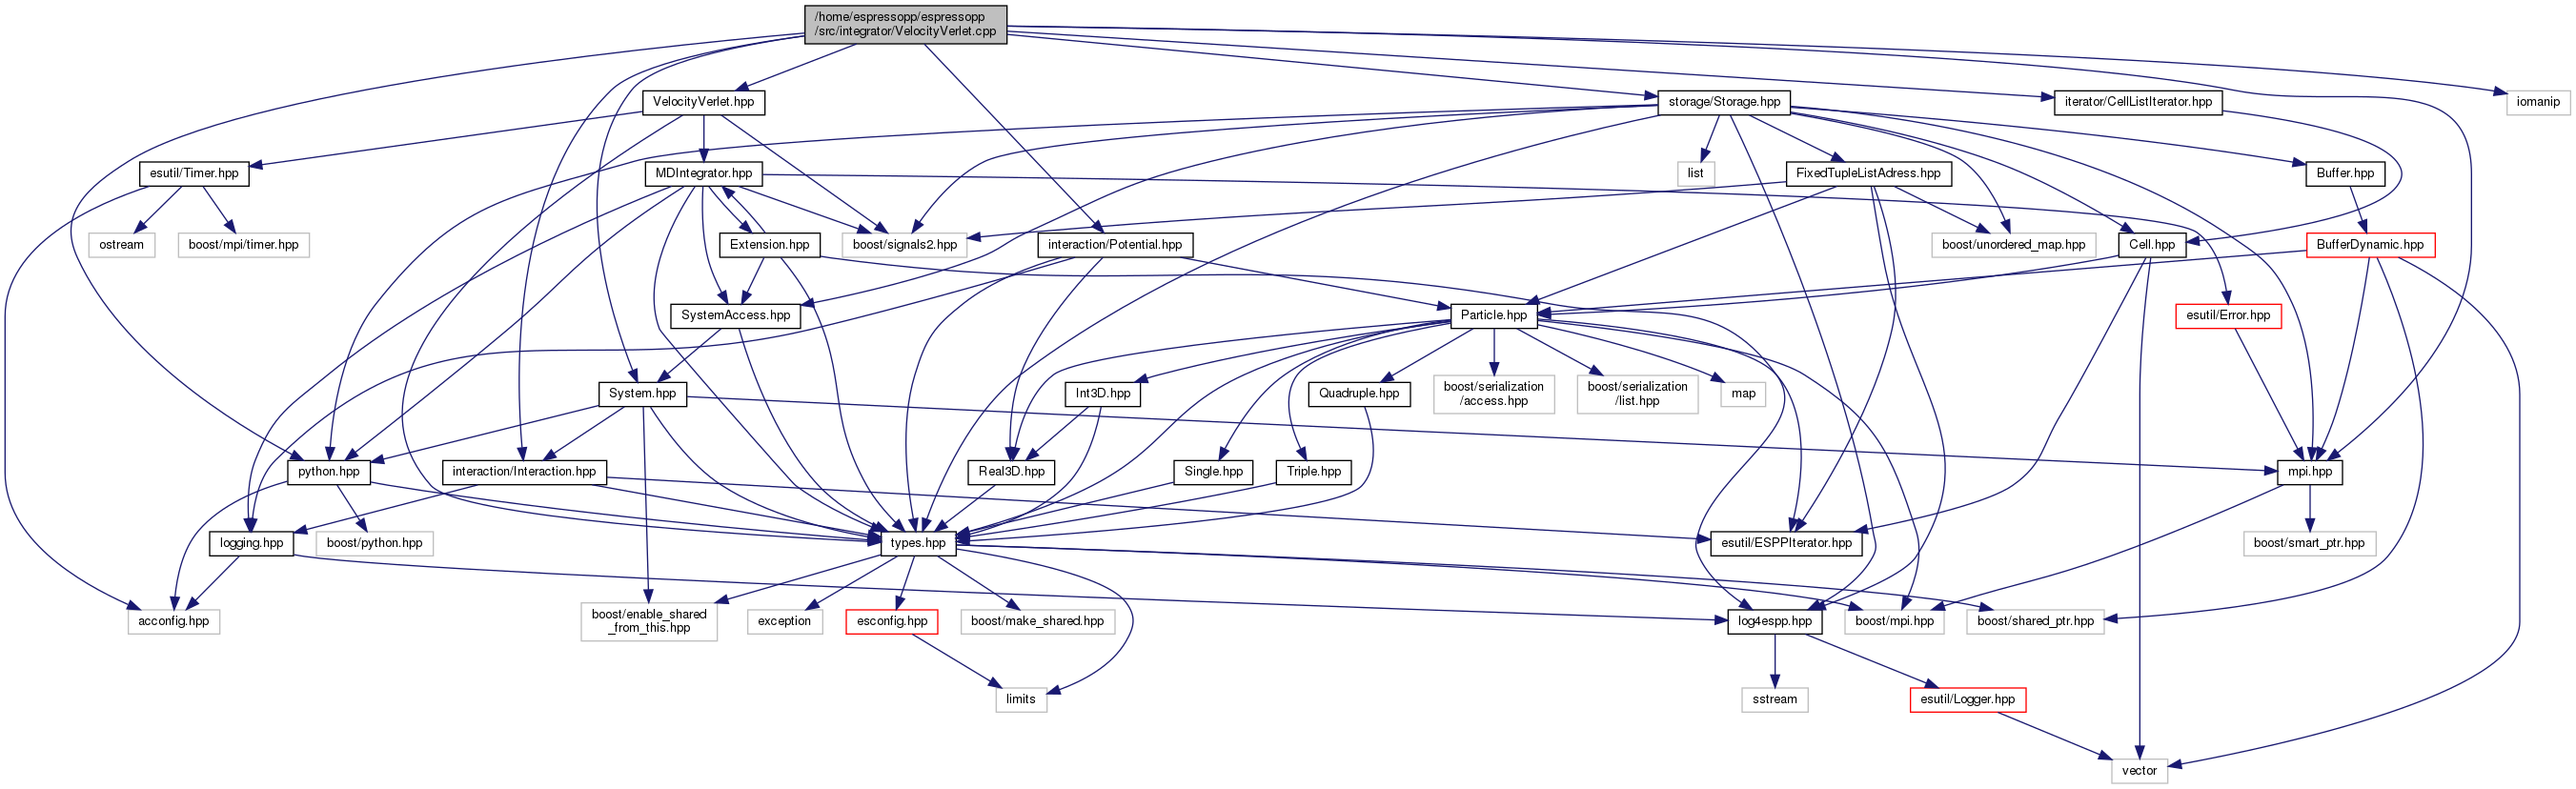 /home/espressopp/espressopp
/src/integrator/VelocityVerlet.cpp
VelocityVerlet.hpp
storage/Storage.hpp
iterator/CellListIterator.hpp
iomanip
esutil/Timer.hpp
MDIntegrator.hpp
list
FixedTupleListAdress.hpp
Buffer.hpp
ostream
boost/mpi/timer.hpp
Extension.hpp
boost/signals2.hpp
interaction/Potential.hpp
boost/unordered_map.hpp
Cell.hpp
BufferDynamic.hpp
SystemAccess.hpp
Particle.hpp
esutil/Error.hpp
System.hpp
Int3D.hpp
Quadruple.hpp
boost/serialization
/access.hpp
boost/serialization
/list.hpp
map
python.hpp
interaction/Interaction.hpp
Real3D.hpp
Single.hpp
Triple.hpp
mpi.hpp
logging.hpp
boost/python.hpp
types.hpp
esutil/ESPPIterator.hpp
boost/smart_ptr.hpp
acconfig.hpp
boost/enable_shared
_from_this.hpp
exception
esconfig.hpp
boost/make_shared.hpp
log4espp.hpp
boost/mpi.hpp
boost/shared_ptr.hpp
limits
sstream
esutil/Logger.hpp
vector